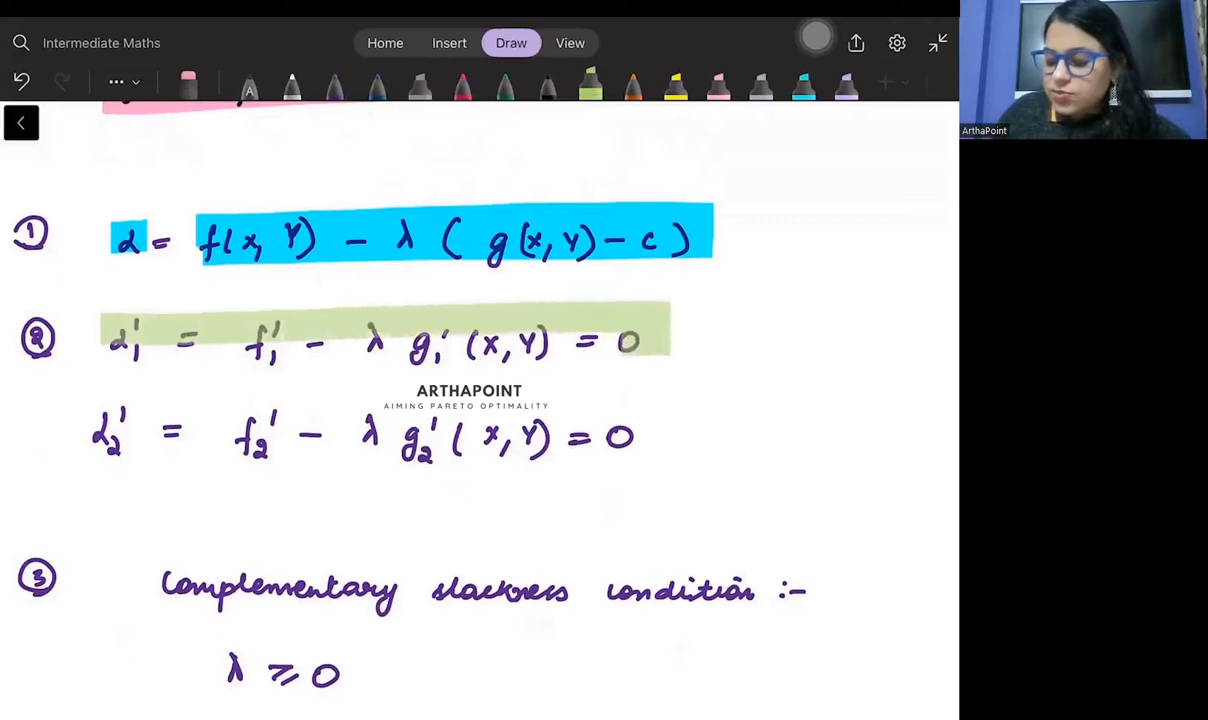 Intermediate Maths
Home Insert Draw View
ArthaPoint
① 𝓛 = f(x, y) - λ ( g(x, y) - c )
② 𝓛₁' = f₁' - λ g₁' (x, y) = 0
ARTHAPOINT
AIMING PARETO OPTIMALITY
𝓛₂' = f₂' - λ g₂' (x, y) = 0
③ Complementary slackness condition :-
λ ≥ 0